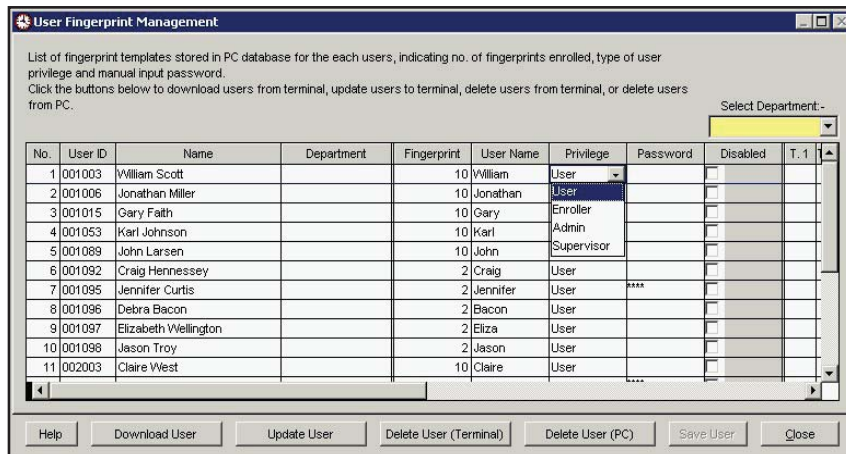 User Fingerprint Management
List of fingerprint templates stored in PC database for the each users, indicating no. of fingerprints enrolled, type of user
privilege and manual input password.
Click the buttons below to download users from terminal, update users to terminal, delete users from terminal, or delete users
from PC.
Select Department:-
No. User ID Name Department Fingerprint User Name Privilege Password Disabled T. 1
1 001003 William Scott 10 William User
2 001006 Jonathan Miller 10 Jonathan User
3 001015 Gary Faith 10 Gary Enroller
4 001053 Karl Johnson 10 Karl Admin
5 001089 John Larsen 10 John Supervisor
6 001092 Craig Hennessey 2 Craig User
7 001095 Jennifer Curtis 2 Jennifer User ****
8 001096 Debra Bacon 2 Bacon User
9 001097 Elizabeth Wellington 2 Eliza User
10 001098 Jason Troy 2 Jason User
11 002003 Claire West 10 Claire User
Help Download User Update User Delete User (Terminal) Delete User (PC) Save User Close